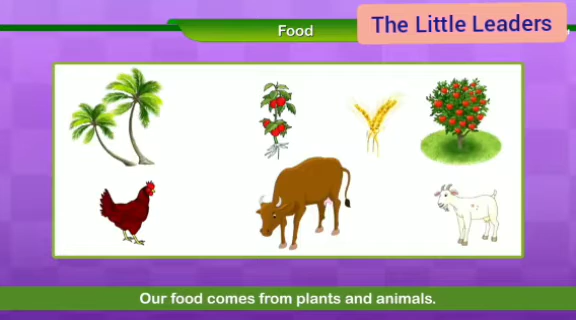 Food
The Little Leaders
Our food comes from plants and animals.